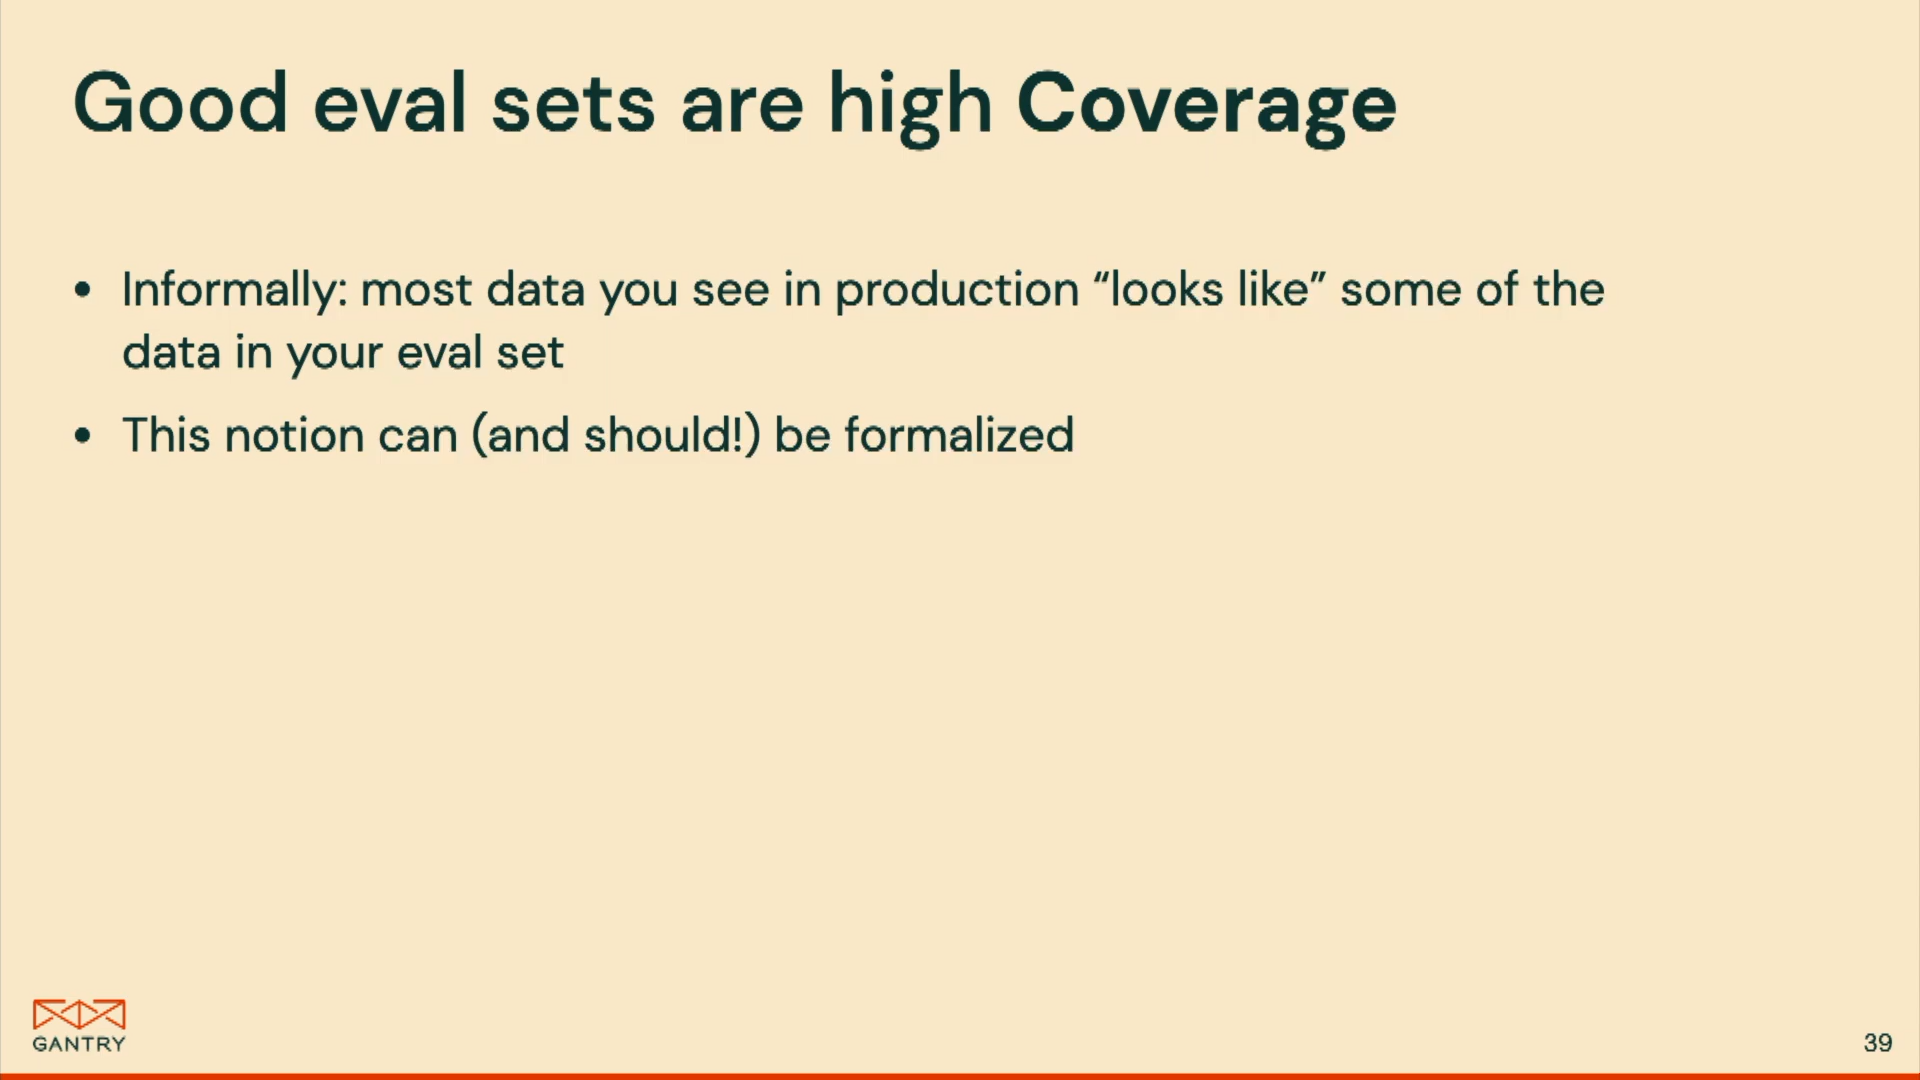 Good eval sets are high Coverage
• Informally: most data you see in production “looks like” some of the
data in your eval set
• This notion can (and should!) be formalized
GANTRY
39